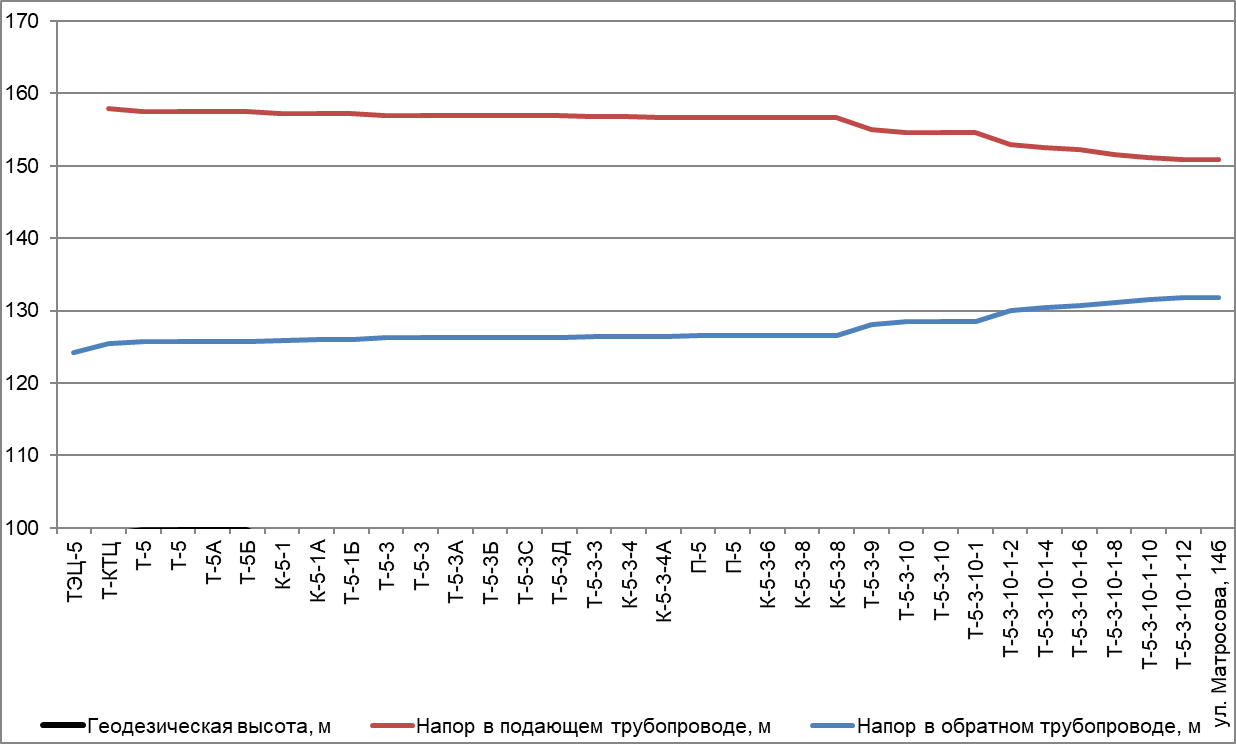 170
160
150
140
130
120
110
100
ТЭЦ-5
Т-КТЦ
Т-5
Т-5
Т-5А
Т-5Б
К-5-1
К-5-1А
Т-5-1Б
Т-5-3
Т-5-3
Т-5-3А
Т-5-3Б
Т-5-3С
Т-5-3Д
Т-5-3-3
К-5-3-4
К-5-3-4А
П-5
П-5
К-5-3-6
К-5-3-8
К-5-3-8
Т-5-3-9
Т-5-3-10
Т-5-3-10
Т-5-3-10-1
Т-5-3-10-1-2
Т-5-3-10-1-4
Т-5-3-10-1-6
Т-5-3-10-1-8
Т-5-3-10-1-10
Т-5-3-10-1-12
ул. Матросова, 14б
Геодезическая высота, м
Напор в подающем трубопроводе, м
Напор в обратном трубопроводе, м